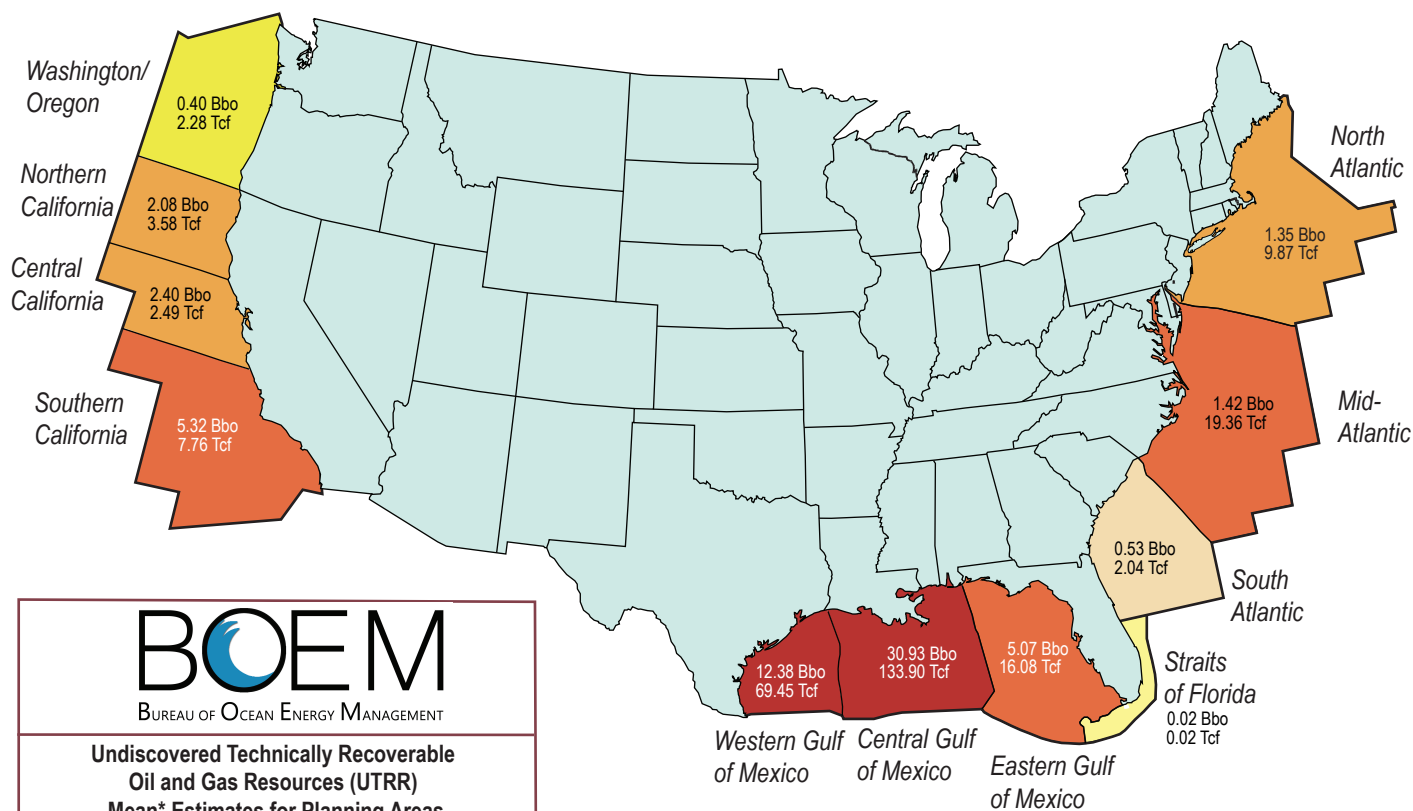 Washington/
Oregon
0.40 Bbo
2.28 Tcf
Northern
California
2.08 Bbo
3.58 Tcf
Central
California
2.40 Bbo
2.49 Tcf
Southern
California
5.32 Bbo
7.76 Tcf
North
Atlantic
1.35 Bbo
9.87 Tcf
Mid-
Atlantic
1.42 Bbo
19.36 Tcf
South
Atlantic
0.53 Bbo
2.04 Tcf
Straits
of Florida
0.02 Bbo
0.02 Tcf
Western Gulf
of Mexico
12.38 Bbo
69.45 Tcf
Central Gulf
of Mexico
30.93 Bbo
133.90 Tcf
Eastern Gulf
of Mexico
5.07 Bbo
16.08 Tcf
BOEM
BUREAU OF OCEAN ENERGY MANAGEMENT
Undiscovered Technically Recoverable
Oil and Gas Resources (UTRR)
Mean* Estimates for Planning Areas